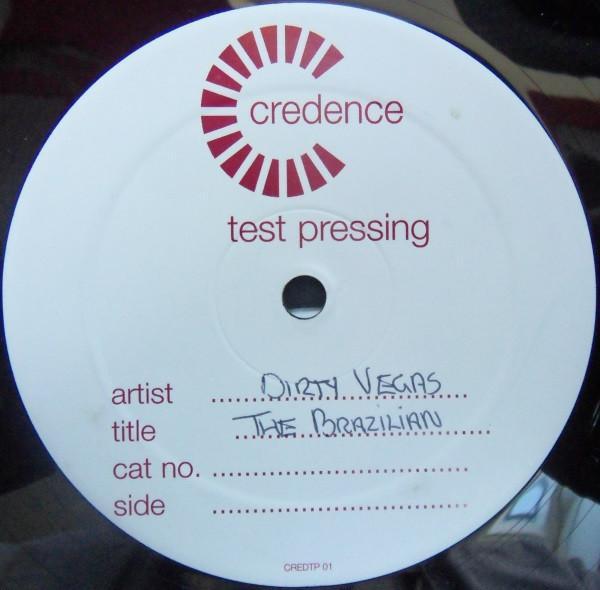 credence
test pressing
artist DIRTY VEGAS
title THE BRAZILIAN
cat no.
side
CREDTP 01